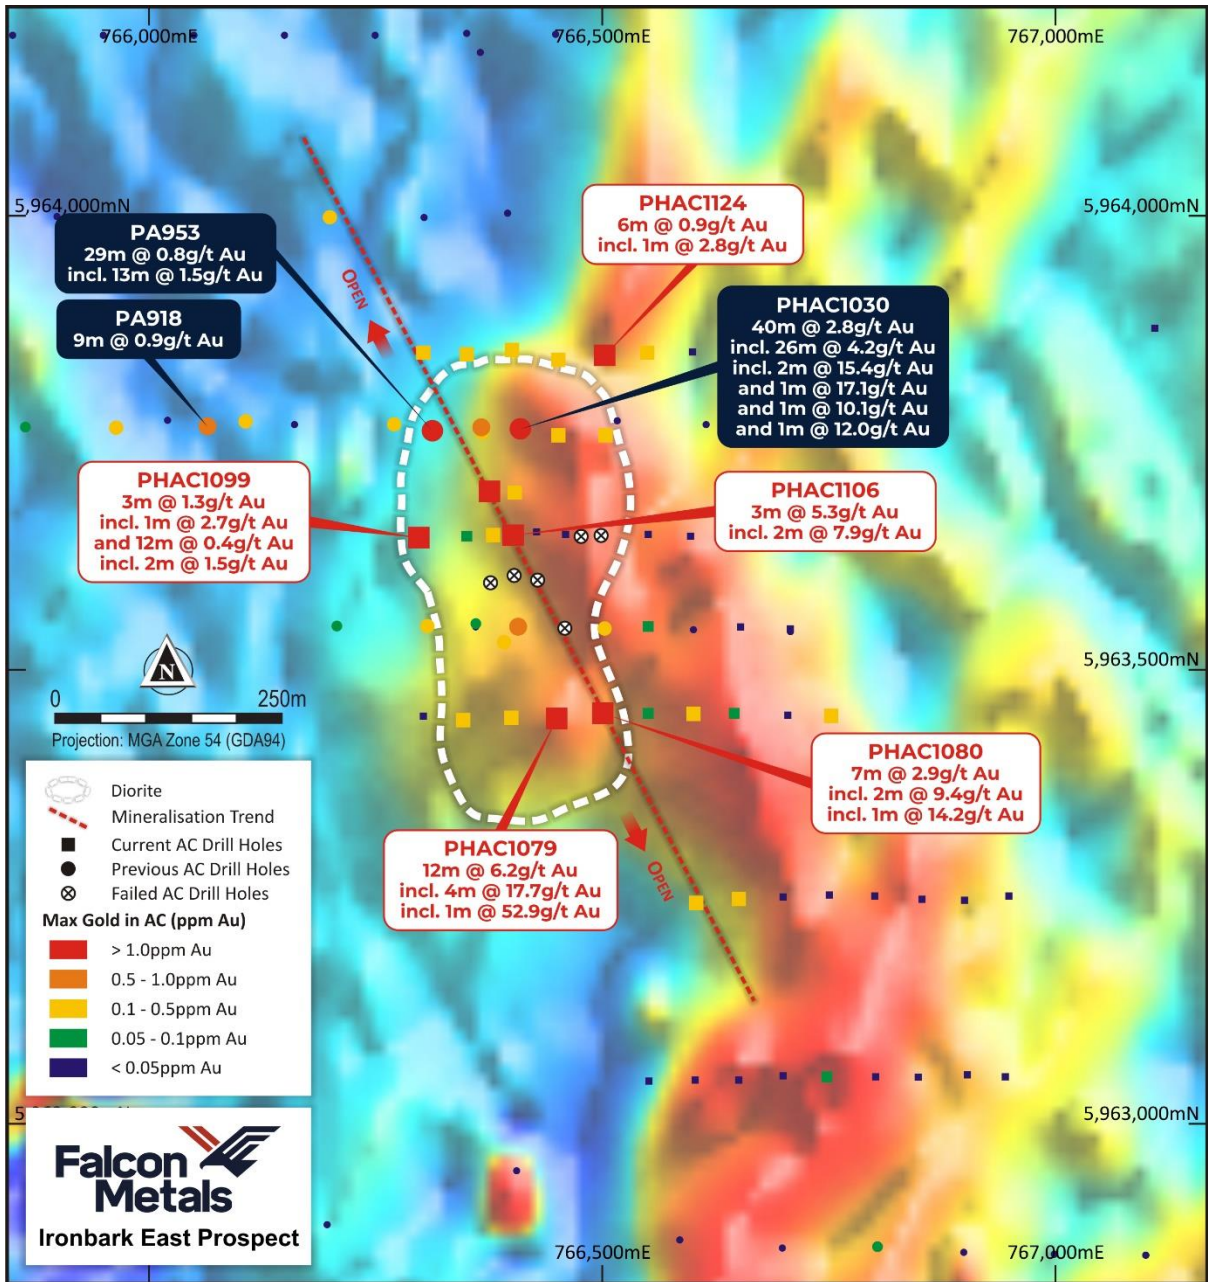 766,000mE
766,500mE
767,000mE
5,964,000mN
5,964,000mN
PHAC1124
6m @ 0.9g/t Au
incl. 1m @ 2.8g/t Au
PA953
29m @ 0.8g/t Au
incl. 13m @ 1.5g/t Au
OPEN
PA918
9m @ 0.9g/t Au
PHAC1030
40m @ 2.8g/t Au
incl. 26m @ 4.2g/t Au
incl. 2m @ 15.4g/t Au
and 1m @ 17.1g/t Au
and 1m @ 10.1g/t Au
and 1m @ 12.0g/t Au
PHAC1099
3m @ 1.3g/t Au
incl. 1m @ 2.7g/t Au
and 12m @ 0.4g/t Au
incl. 2m @ 1.5g/t Au
PHAC1106
3m @ 5.3g/t Au
incl. 2m @ 7.9g/t Au
N
0
250m
Projection: MGA Zone 54 (GDA94)
5,963,500mN
PHAC1080
7m @ 2.9g/t Au
incl. 2m @ 9.4g/t Au
incl. 1m @ 14.2g/t Au
PHAC1079
12m @ 6.2g/t Au
incl. 4m @ 17.7g/t Au
incl. 1m @ 52.9g/t Au
OPEN
Diorite
Mineralisation Trend
Current AC Drill Holes
Previous AC Drill Holes
Failed AC Drill Holes
Max Gold in AC (ppm Au)
> 1.0ppm Au
0.5 - 1.0ppm Au
0.1 - 0.5ppm Au
0.05 - 0.1ppm Au
< 0.05ppm Au
5,963,000mN
Falcon
Metals
Ironbark East Prospect
766,500mE
767,000mE